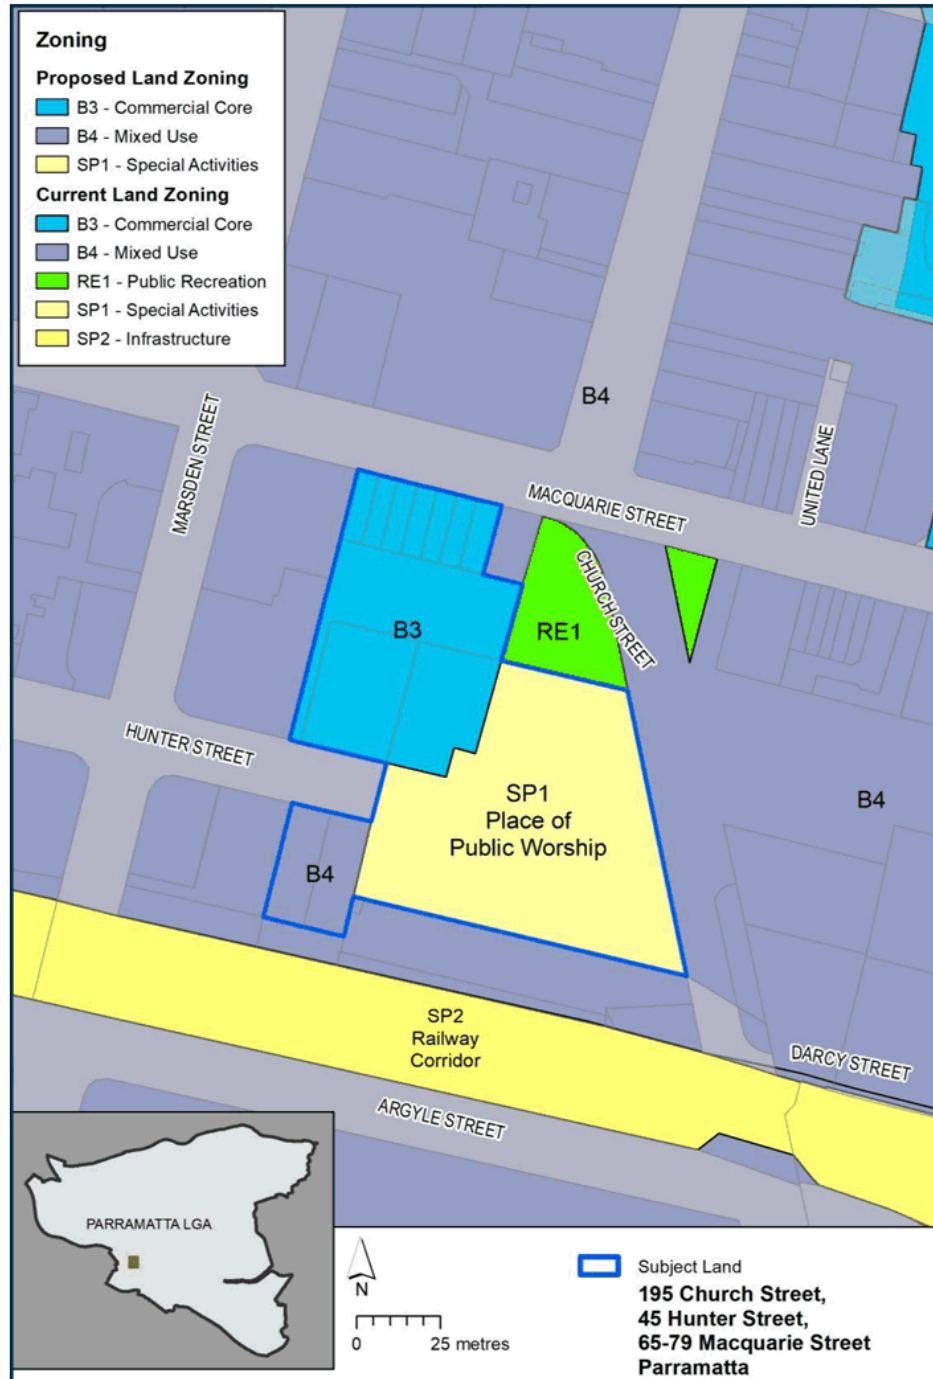 Zoning
Proposed Land Zoning
B3 - Commercial Core
B4 - Mixed Use
SP1 - Special Activities
Current Land Zoning
B3 - Commercial Core
B4 - Mixed Use
RE1 - Public Recreation
SP1 - Special Activities
SP2 - Infrastructure
B4
MARSDEN STREET
UNITED LANE
MACQUARIE STREET
CHURCH STREET
B3
RE1
HUNTER STREET
SP1
Place of
Public Worship
B4
B4
SP2
Railway
Corridor
DARCY STREET
ARGYLE STREET
PARRAMATTA LGA
N
0 25 metres
Subject Land
195 Church Street,
45 Hunter Street,
65-79 Macquarie Street
Parramatta